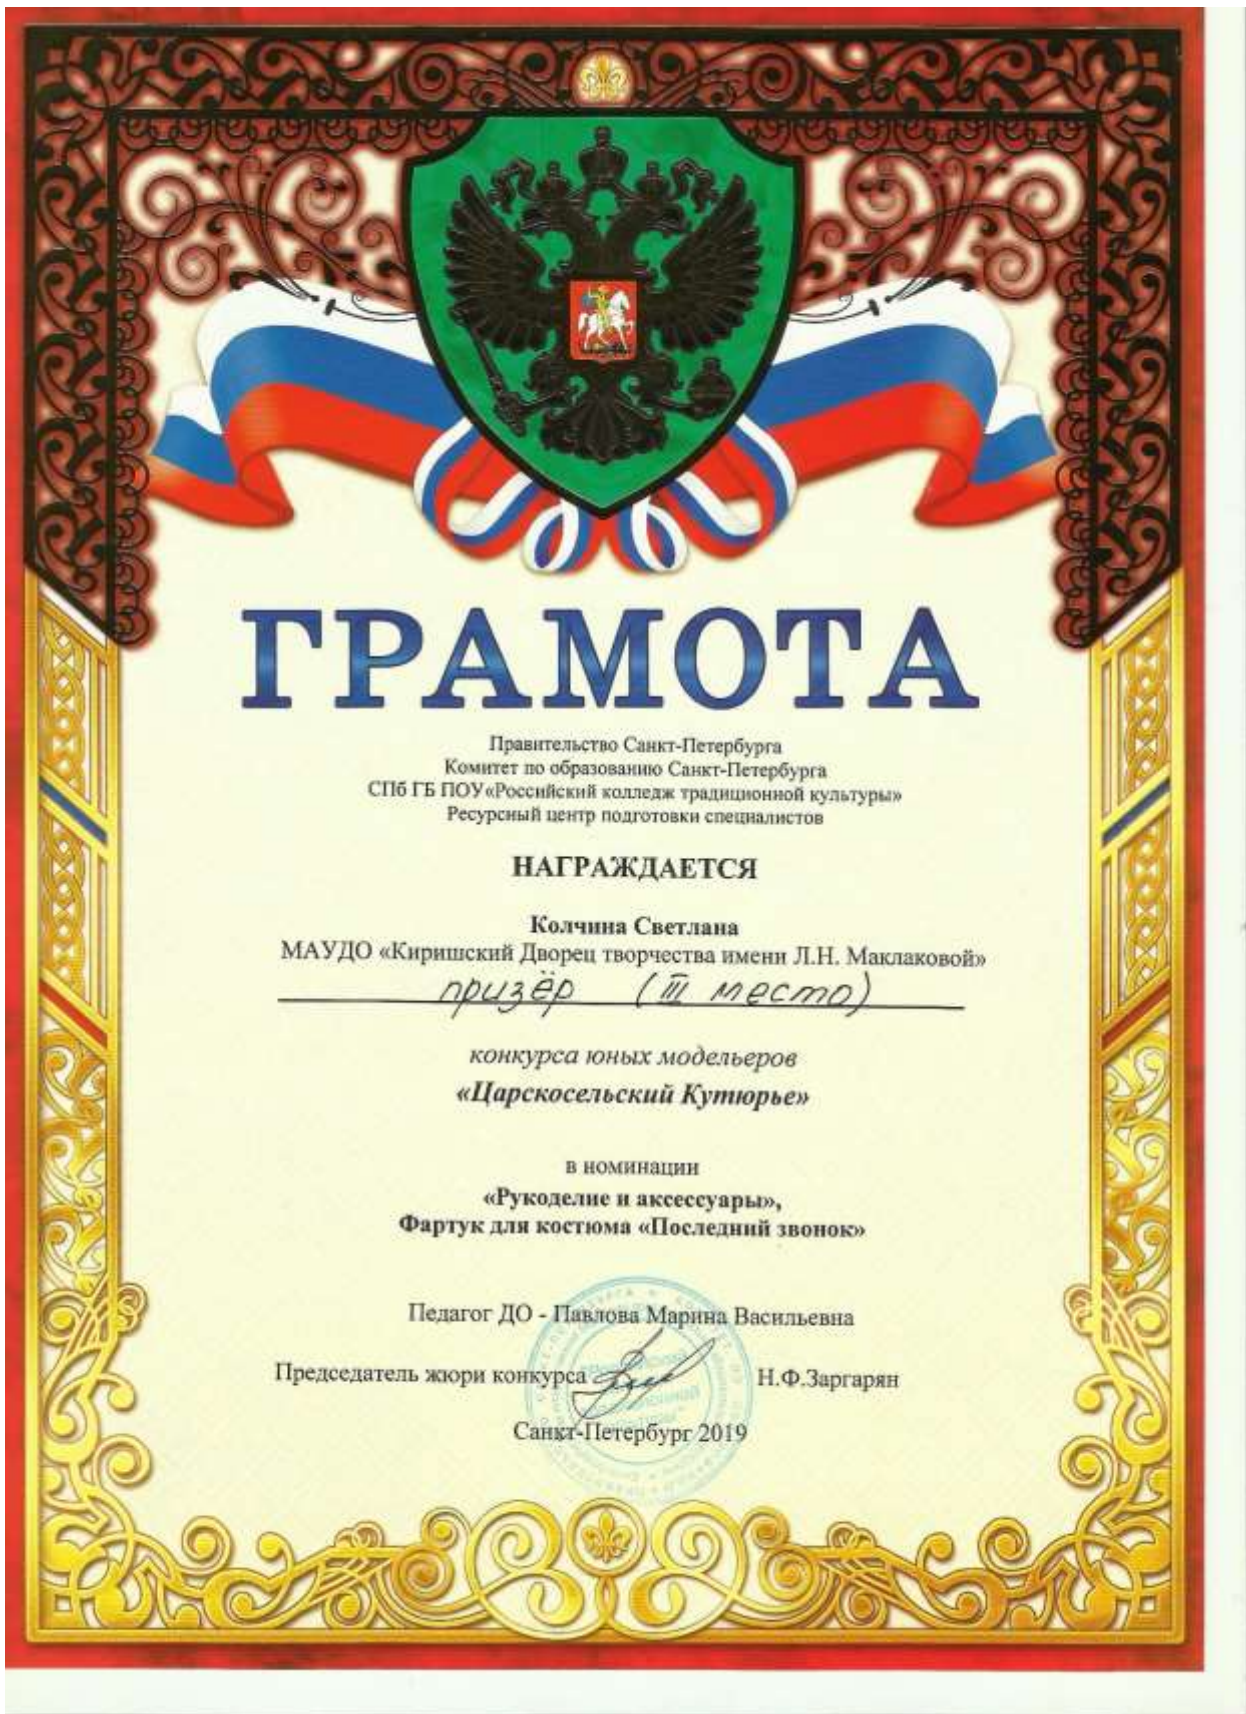 ГРАМОТА
Правительство Санкт-Петербурга
Комитет по образованию Санкт-Петербурга
СПб ГБ ПОУ«Российский колледж традиционной культуры»
Ресурсный центр подготовки специалистов
НАГРАЖДАЕТСЯ
Колчина Светлана
МАУДО «Киришский Дворец творчества имени Л.Н. Маклаковой»
призёр (III место)
конкурса юных модельеров
«Царскосельский Кутюрье»
в номинации
«Рукоделие и аксессуары»,
Фартук для костюма «Последний звонок»
Педагог ДО - Павлова Марина Васильевна
Председатель жюри конкурса Н.Ф.Заргарян
Санкт-Петербург 2019